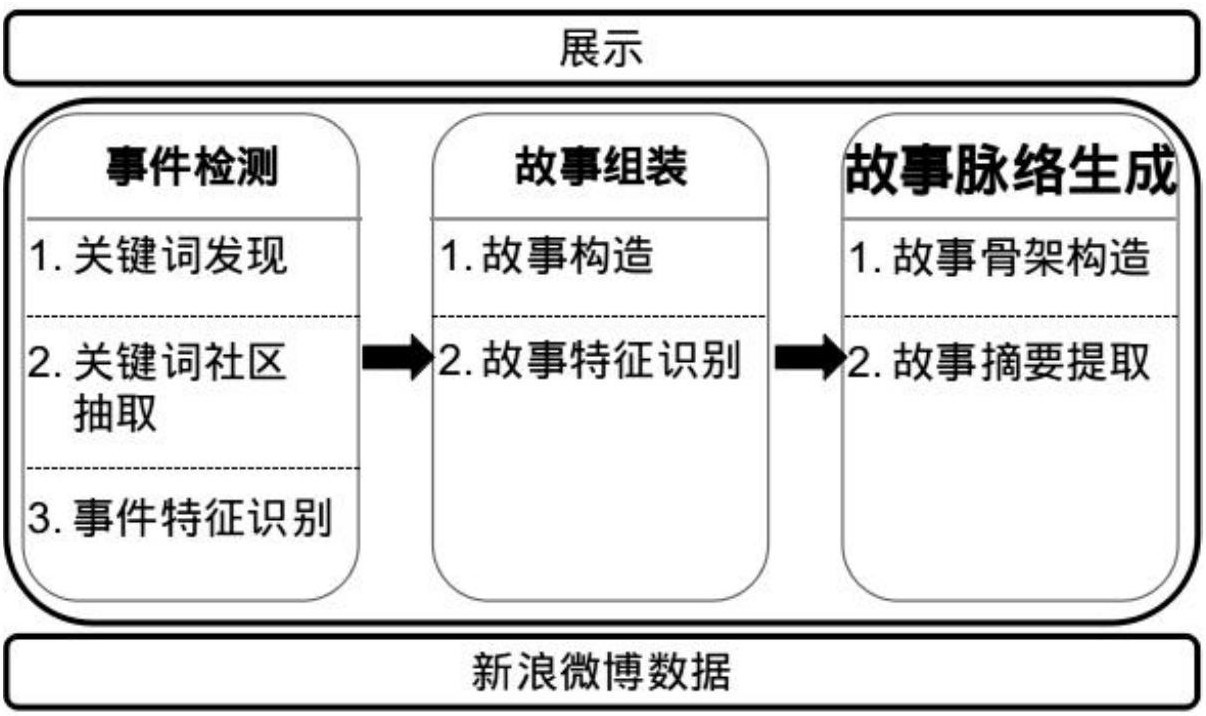 展示
事件检测
1. 关键词发现
2. 关键词社区
抽取
3. 事件特征识别
故事组装
1. 故事构造
2. 故事特征识别
故事脉络生成
1. 故事骨架构造
2. 故事摘要提取
新浪微博数据